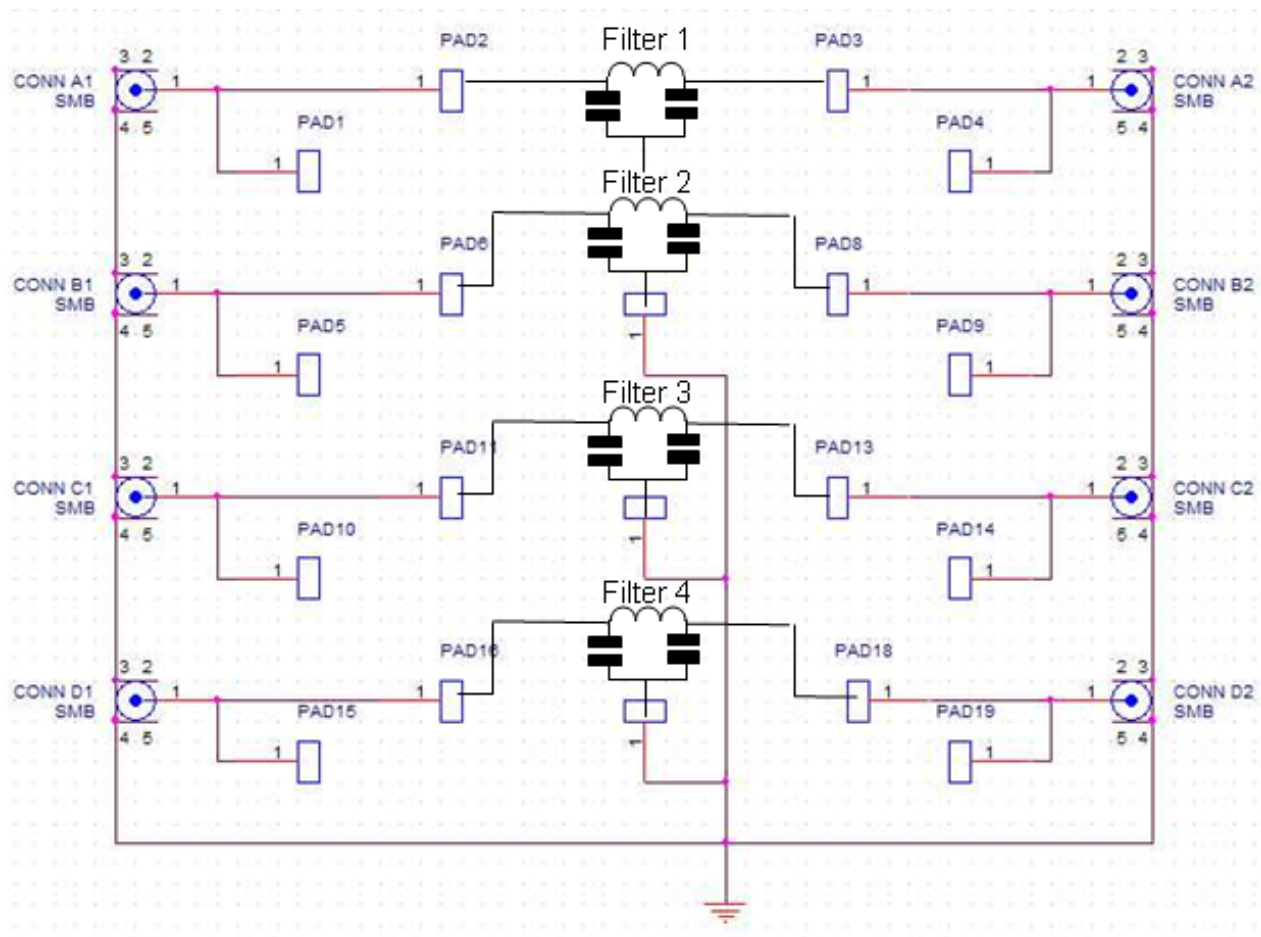 PAD2 Filter 1 PAD3
3 2 2 3
CONN A1 1 1 1 1 CONN A2
SMB SMB
4 5 PAD1 PAD4 5 4
1 1
Filter 2
PAD6 PAD8
3 2 2 3
CONN B1 1 1 1 1 CONN B2
SMB SMB
4 5 PAD5 1 PAD9 5 4
1 1
Filter 3
PAD11 PAD13
3 2 2 3
CONN C1 1 1 1 1 CONN C2
SMB SMB
4 5 PAD10 1 PAD14 5 4
1 1
Filter 4
PAD16 PAD18
3 2 2 3
CONN D1 1 1 1 1 CONN D2
SMB SMB
4 5 PAD15 1 PAD19 5 4
1 1